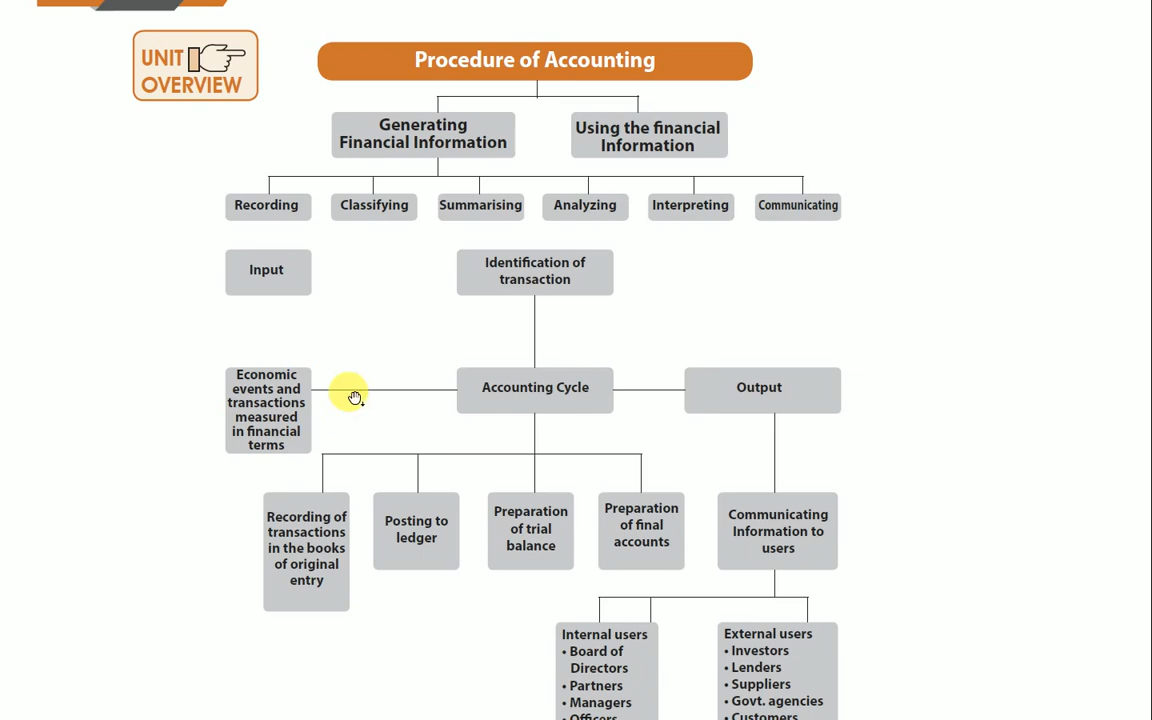 UNIT
OVERVIEW
Procedure of Accounting
Generating
Financial Information
Using the financial
Information
Recording
Classifying
Summarising
Analyzing
Interpreting
Communicating
Input
Identification of
transaction
Economic
events and
transactions
measured
in financial
terms
Accounting Cycle
Output
Recording of
transactions
in the books
of original
entry
Posting to
ledger
Preparation
of trial
balance
Preparation
of final
accounts
Communicating
Information to
users
Internal users
• Board of
Directors
• Partners
• Managers
• Officers
External users
• Investors
• Lenders
• Suppliers
• Govt. agencies
• Customers